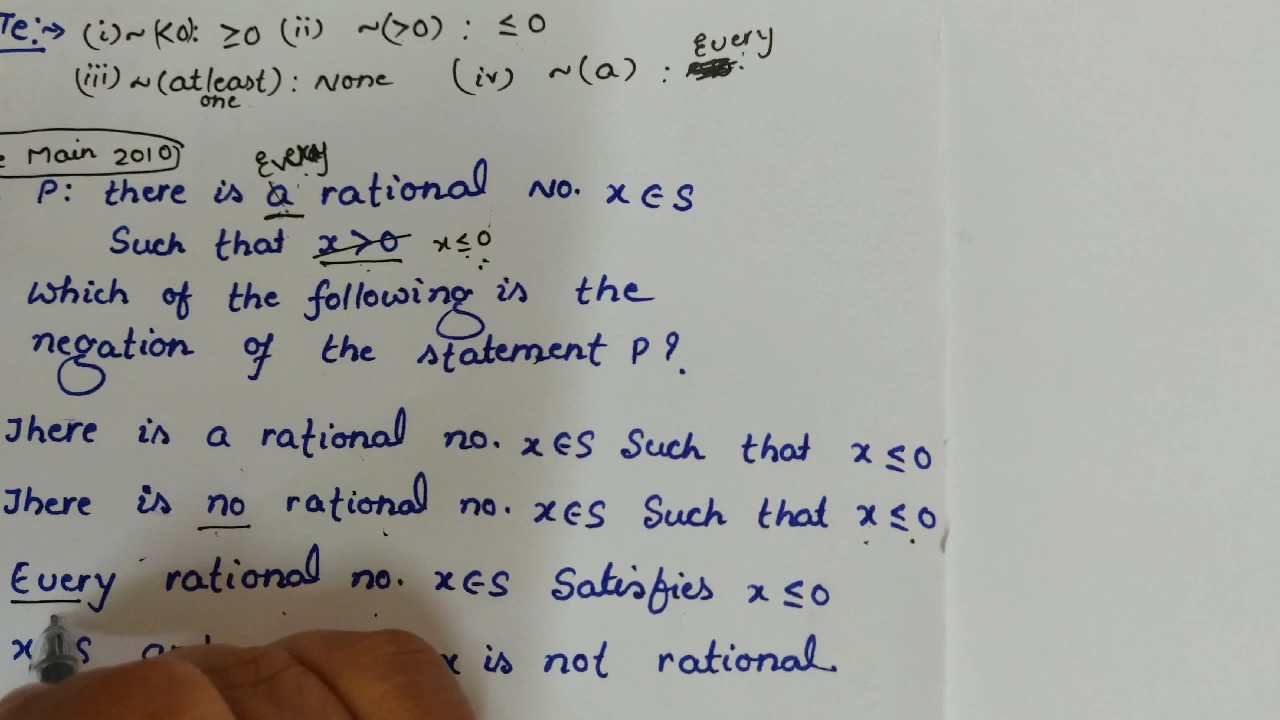 Te:→ (i) ~ (<0): ≥0 (ii) ~(>0) : ≤ 0
(iii) ~ (atleast one) : None (iv) ~(a) : Every
Main 2010
Every
P: there is a rational No. x∈S
Such that x>0 x≤0
Which of the following is the
negation of the statement P?
There is a rational no. x∈S Such that x≤0
There is no rational no. x∈S Such that x≤0
Every rational no. x∈S Satisfies x≤0
x S x is not rational.